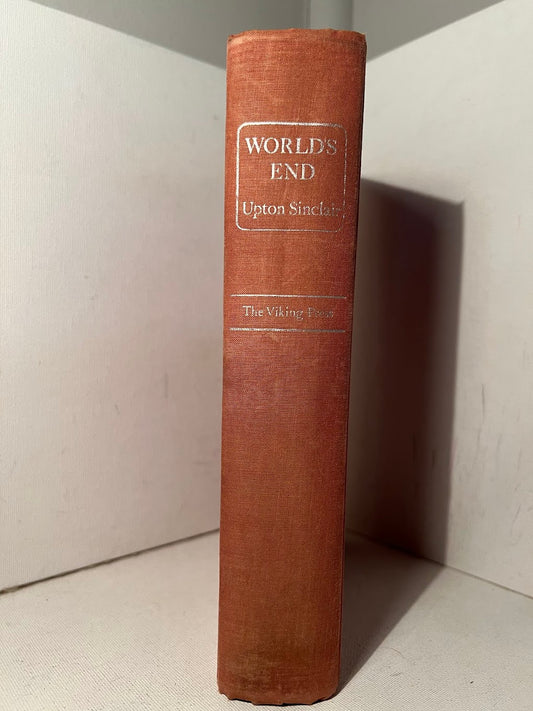 WORLD'S
END
Upton Sinclair
The Viking Press